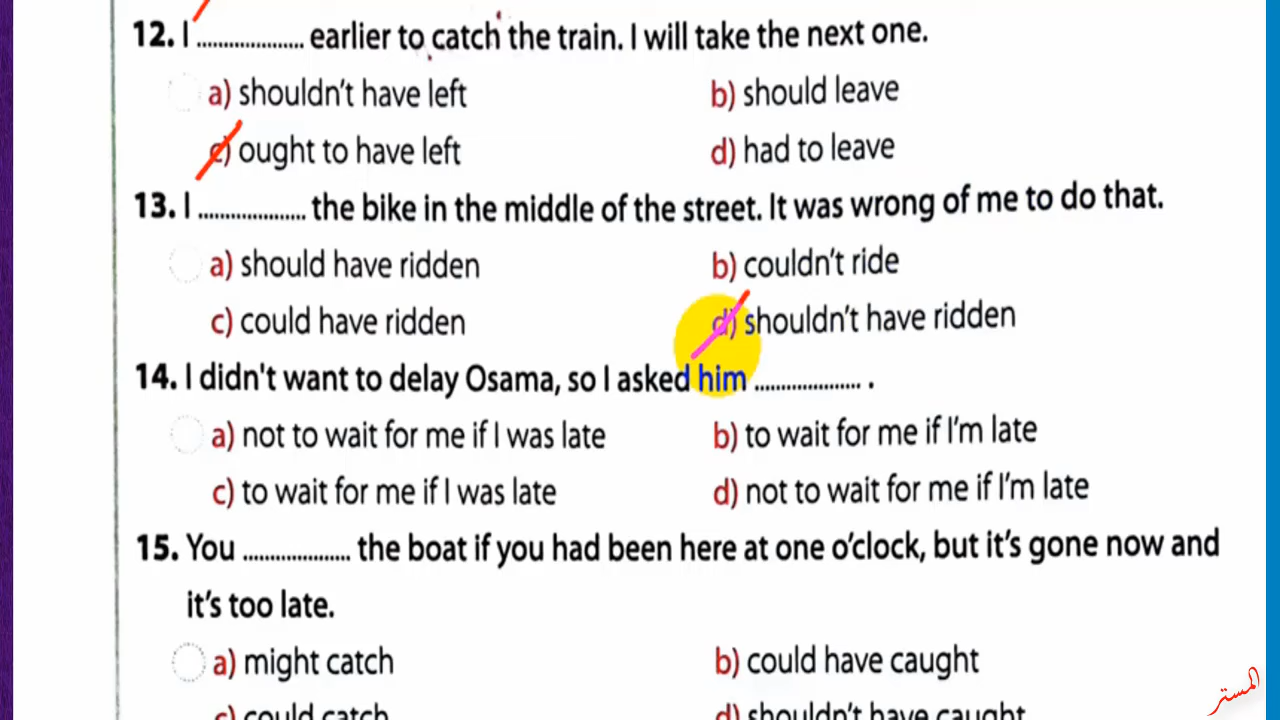 12. I .................... earlier to catch the train. I will take the next one.
a) shouldn't have left b) should leave
c) ought to have left d) had to leave
13. I .................... the bike in the middle of the street. It was wrong of me to do that.
a) should have ridden b) couldn't ride
c) could have ridden d) shouldn't have ridden
14. I didn't want to delay Osama, so I asked him .................... .
a) not to wait for me if I was late b) to wait for me if I'm late
c) to wait for me if I was late d) not to wait for me if I'm late
15. You .................... the boat if you had been here at one o'clock, but it's gone now and
it's too late.
a) might catch b) could have caught
c) could catch d) shouldn't have caught
المستر